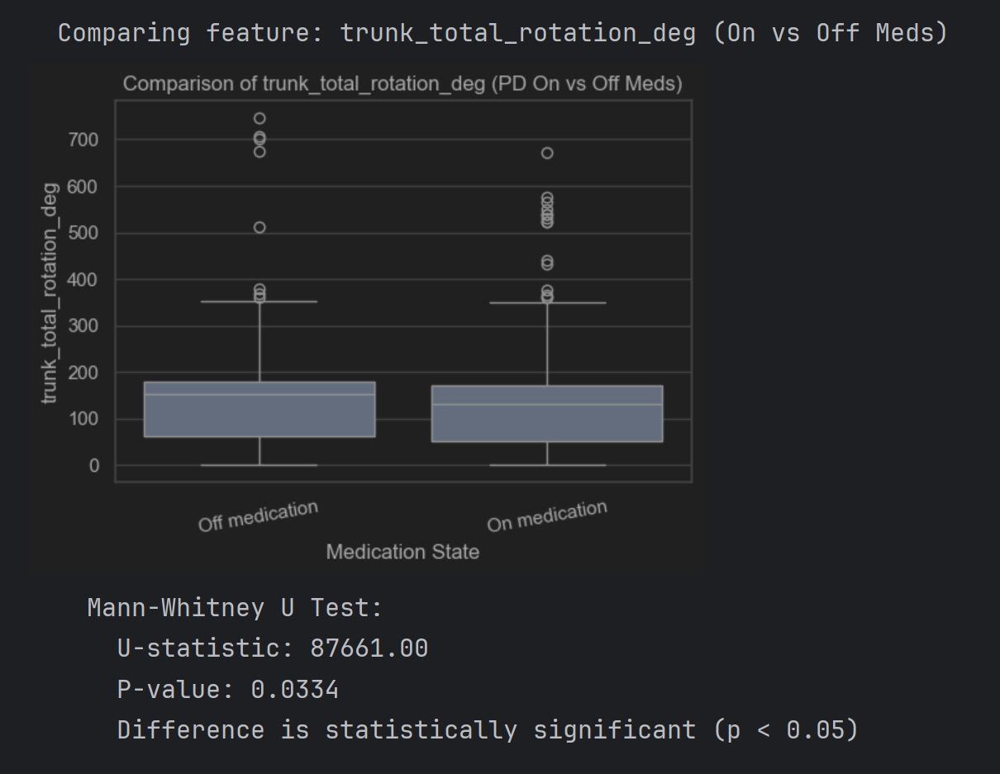 Comparing feature: trunk_total_rotation_deg (On vs Off Meds)
Comparison of trunk_total_rotation_deg (PD On vs Off Meds)
trunk_total_rotation_deg
700
600
500
400
300
200
100
0
Off medication
On medication
Medication State
Mann-Whitney U Test:
U-statistic: 87661.00
P-value: 0.0334
Difference is statistically significant (p < 0.05)